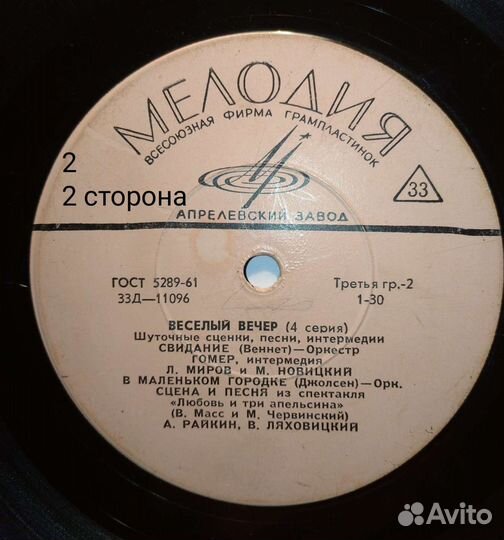 МЕЛОДИЯ
ВСЕСОЮЗНАЯ ФИРМА ГРАМПЛАСТИНОК
2
2 сторона
33
АПРЕЛЕВСКИЙ ЗАВОД
ГОСТ 5289-61 Третья гр.-2
33Д—11096 1-30
ВЕСЕЛЫЙ ВЕЧЕР (4 серия)
Шуточные сценки, песни, интермедии
СВИДАНИЕ (Веннет)—Оркестр
ГОМЕР, интермедия
Л. МИРОВ и М. НОВИЦКИЙ
В МАЛЕНЬКОМ ГОРОДКЕ (Джолсен)—Орк.
СЦЕНА И ПЕСНЯ из спектакля
«Любовь и три апельсина»
(В. Масс и М. Червинский)
А. РАЙКИН, В. ЛЯХОВИЦКИЙ
Avito